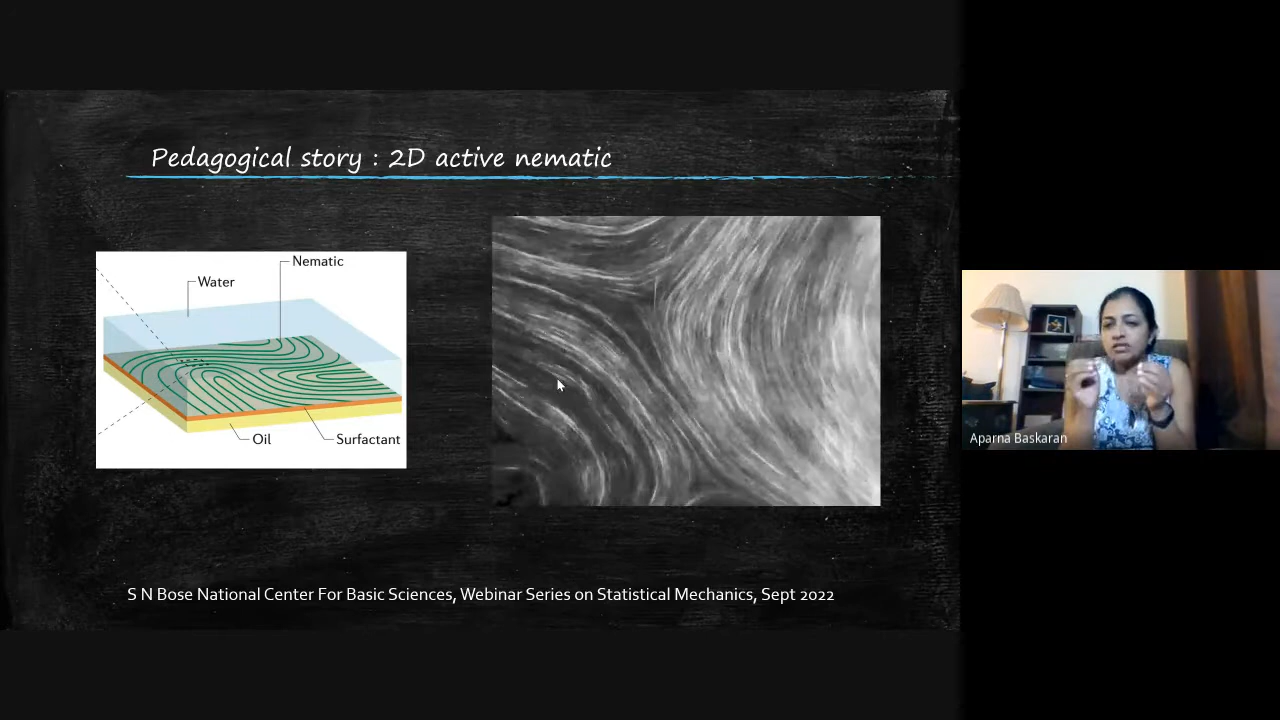 Pedagogical story : 2D active nematic
Nematic
Water
Oil
Surfactant
S N Bose National Center For Basic Sciences, Webinar Series on Statistical Mechanics, Sept 2022
Aparna Baskaran